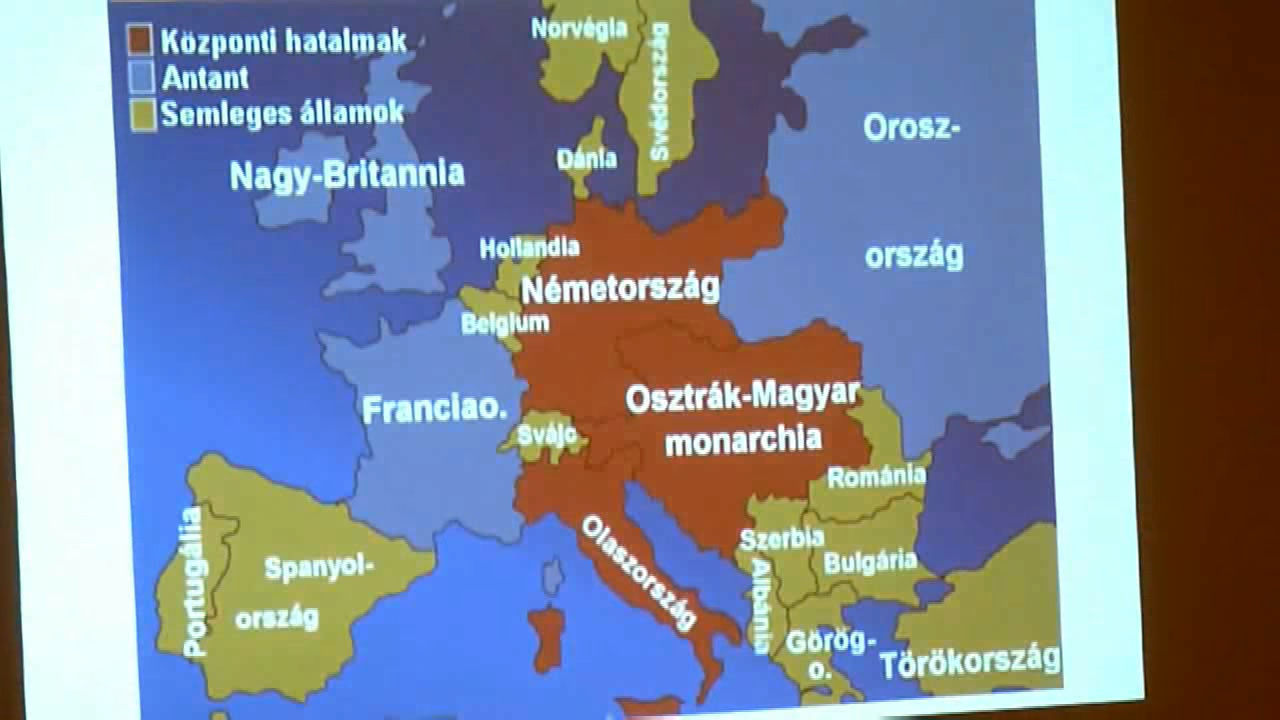 Központi hatalmak
Antant
Semleges államok
Norvégia
Svédország
Dánia
Orosz-
ország
Nagy-Britannia
Hollandia
Németország
Belgium
Franciao.
Osztrák-Magyar
monarchia
Svájc
Románia
Olaszország
Szerbia
Bulgária
Albánia
Portugália
Spanyol-
ország
Görög-
o.
Törökország